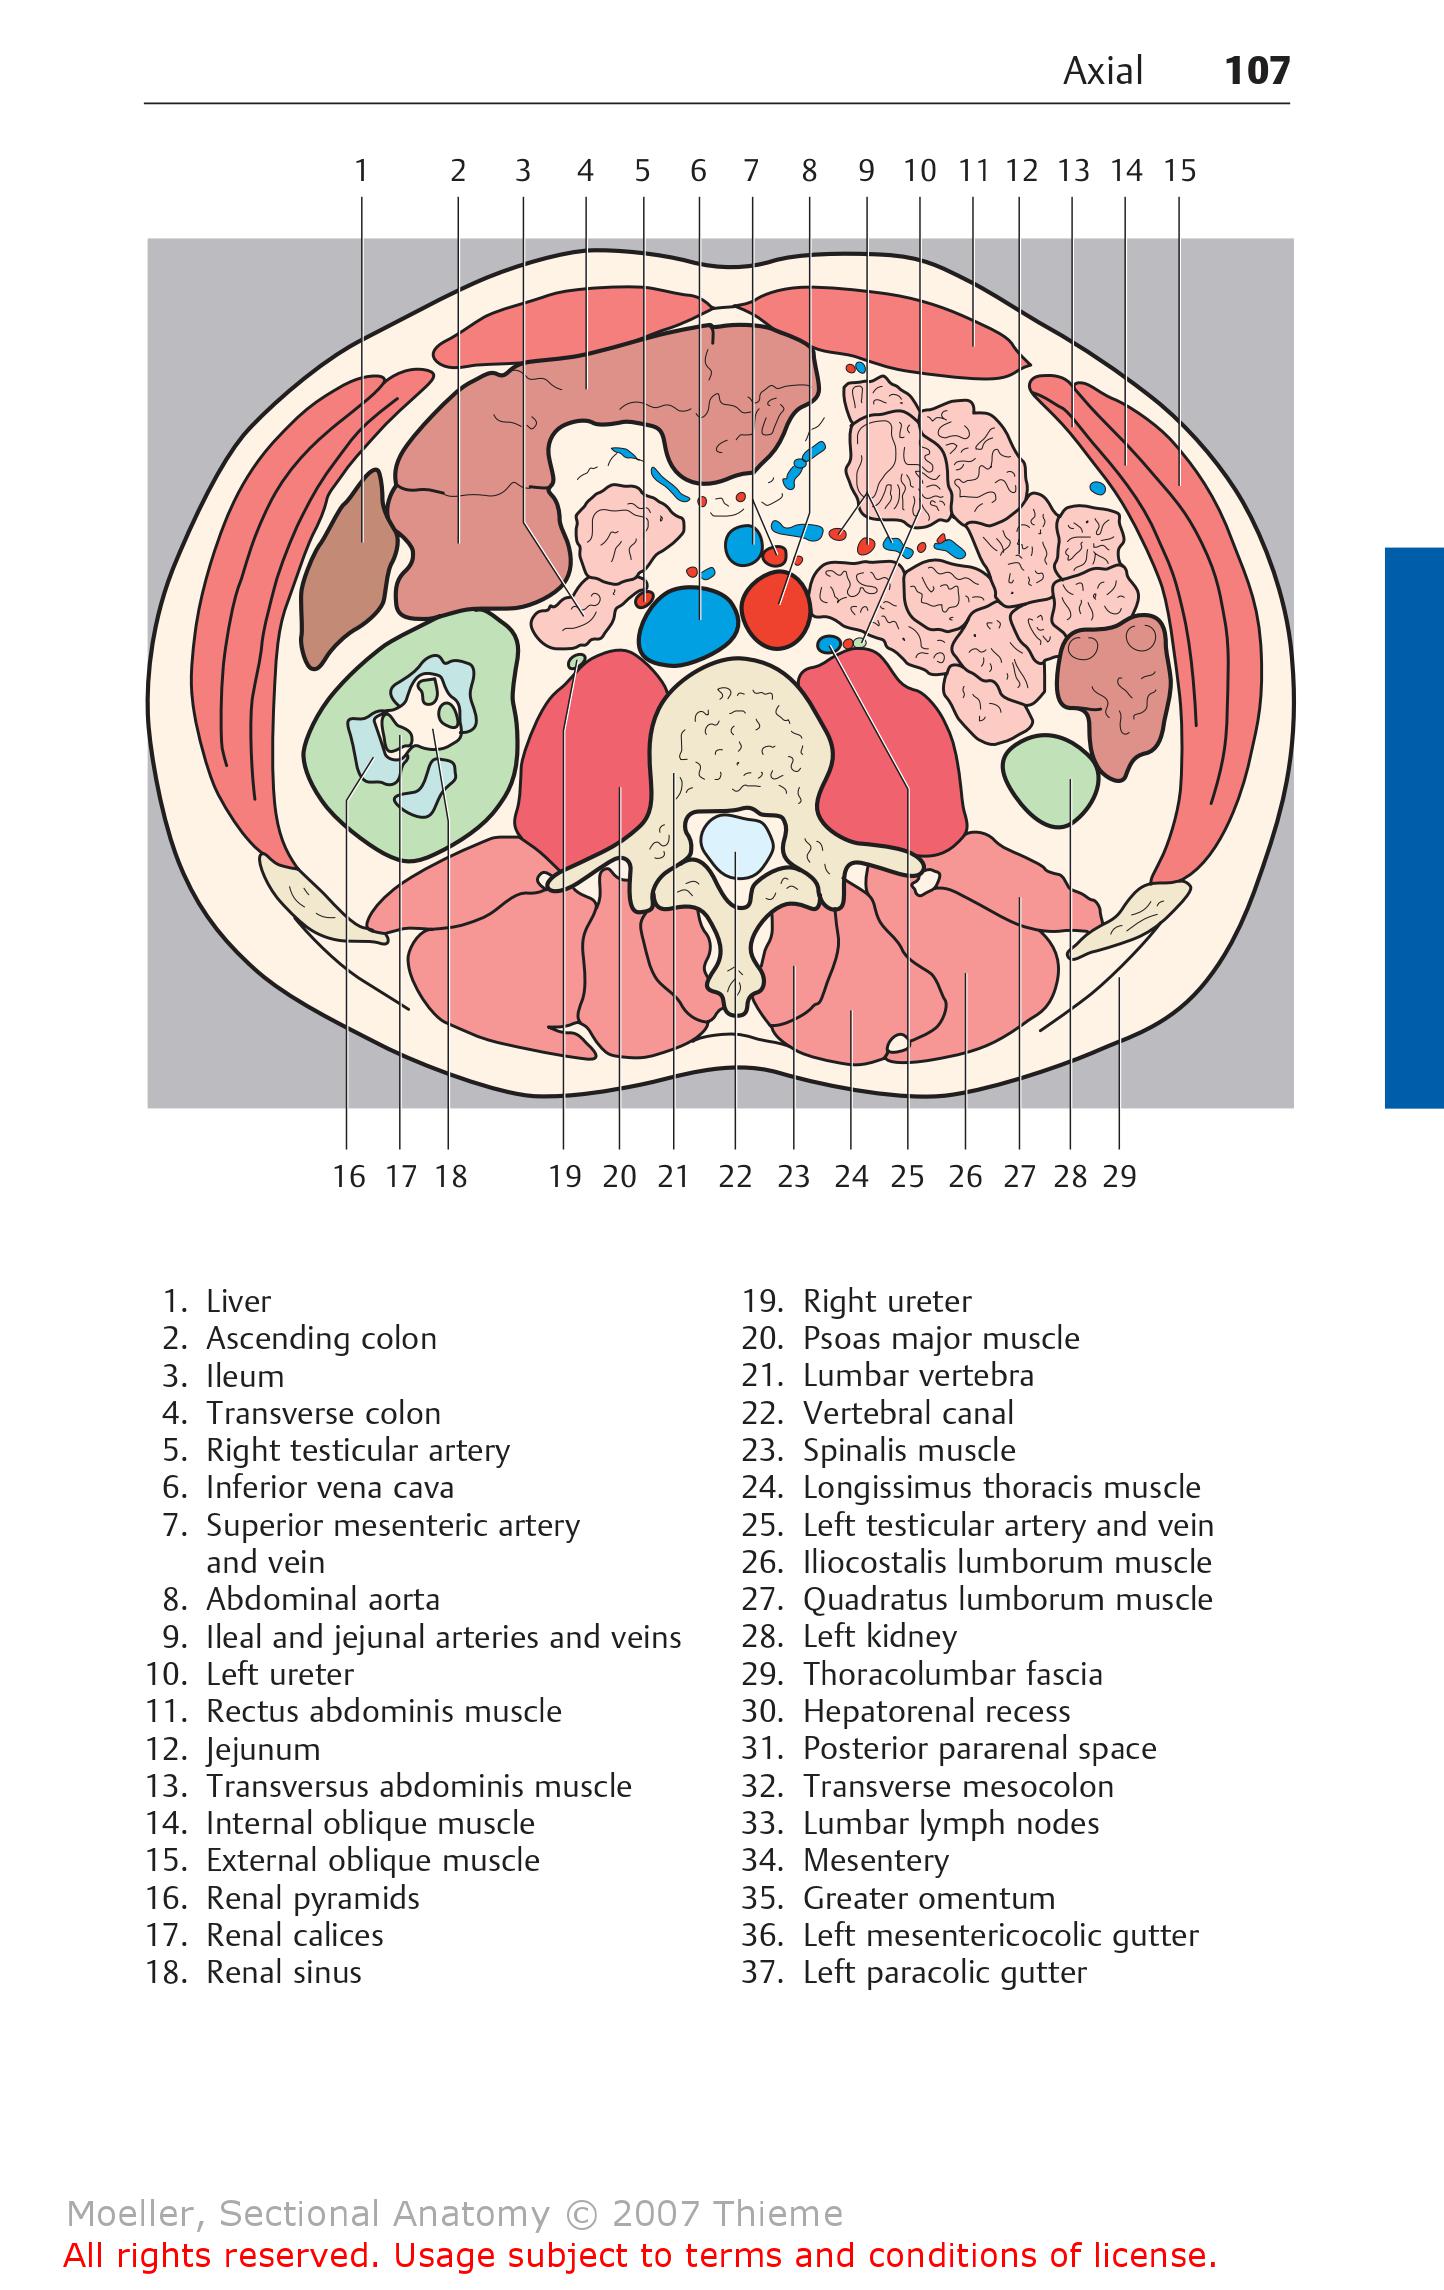 Axial 107
1 2 3 4 5 6 7 8 9 10 11 12 13 14 15
16 17 18 19 20 21 22 23 24 25 26 27 28 29
1. Liver
2. Ascending colon
3. Ileum
4. Transverse colon
5. Right testicular artery
6. Inferior vena cava
7. Superior mesenteric artery
and vein
8. Abdominal aorta
9. Ileal and jejunal arteries and veins
10. Left ureter
11. Rectus abdominis muscle
12. Jejunum
13. Transversus abdominis muscle
14. Internal oblique muscle
15. External oblique muscle
16. Renal pyramids
17. Renal calices
18. Renal sinus
19. Right ureter
20. Psoas major muscle
21. Lumbar vertebra
22. Vertebral canal
23. Spinalis muscle
24. Longissimus thoracis muscle
25. Left testicular artery and vein
26. Iliocostalis lumborum muscle
27. Quadratus lumborum muscle
28. Left kidney
29. Thoracolumbar fascia
30. Hepatorenal recess
31. Posterior pararenal space
32. Transverse mesocolon
33. Lumbar lymph nodes
34. Mesentery
35. Greater omentum
36. Left mesentericocolic gutter
37. Left paracolic gutter
Moeller, Sectional Anatomy © 2007 Thieme
All rights reserved. Usage subject to terms and conditions of license.